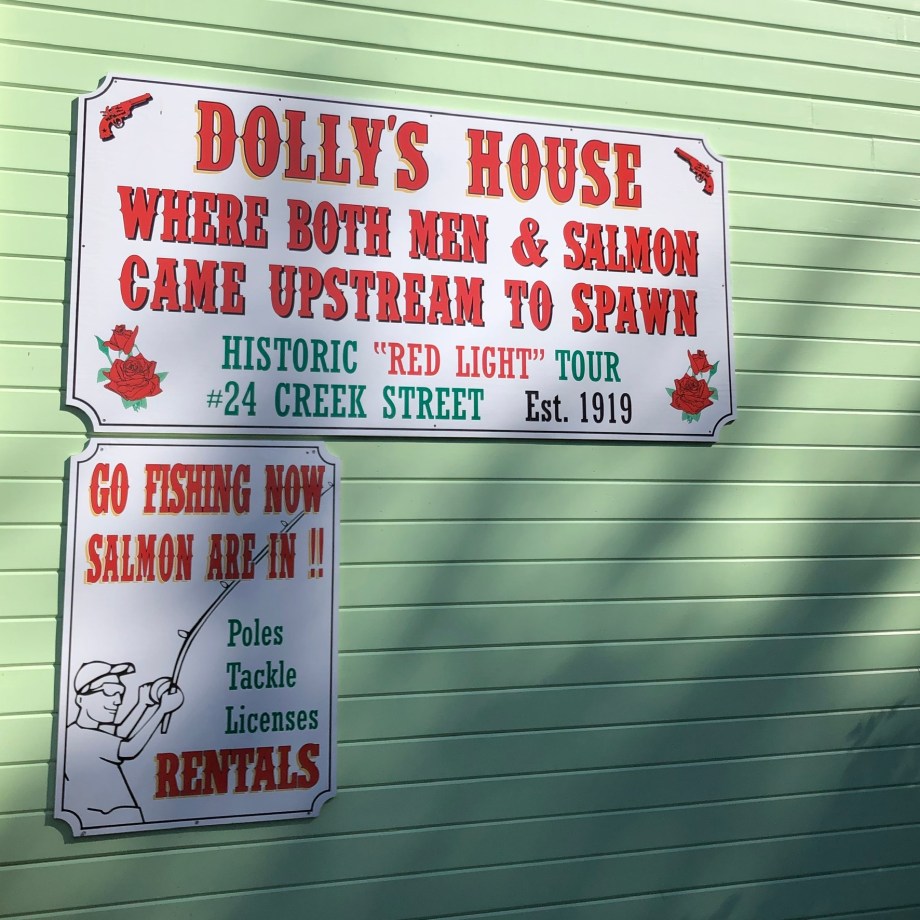 DOLLY'S HOUSE
WHERE BOTH MEN & SALMON
CAME UPSTREAM TO SPAWN
HISTORIC "RED LIGHT" TOUR
#24 CREEK STREET Est. 1919
GO FISHING NOW
SALMON ARE IN !!
Poles
Tackle
Licenses
RENTALS